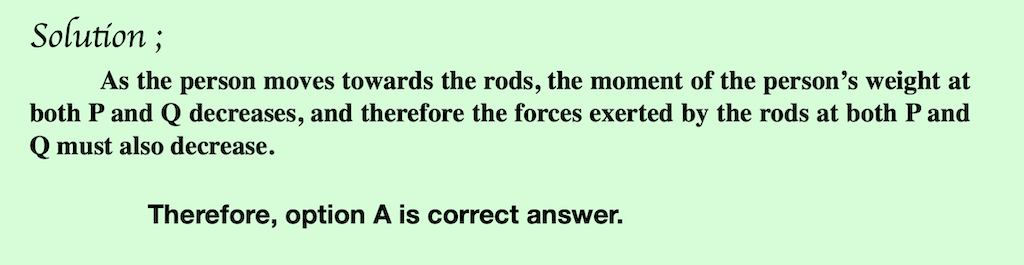 Solution ;
As the person moves towards the rods, the moment of the person’s weight at
both P and Q decreases, and therefore the forces exerted by the rods at both P and
Q must also decrease.
Therefore, option A is correct answer.